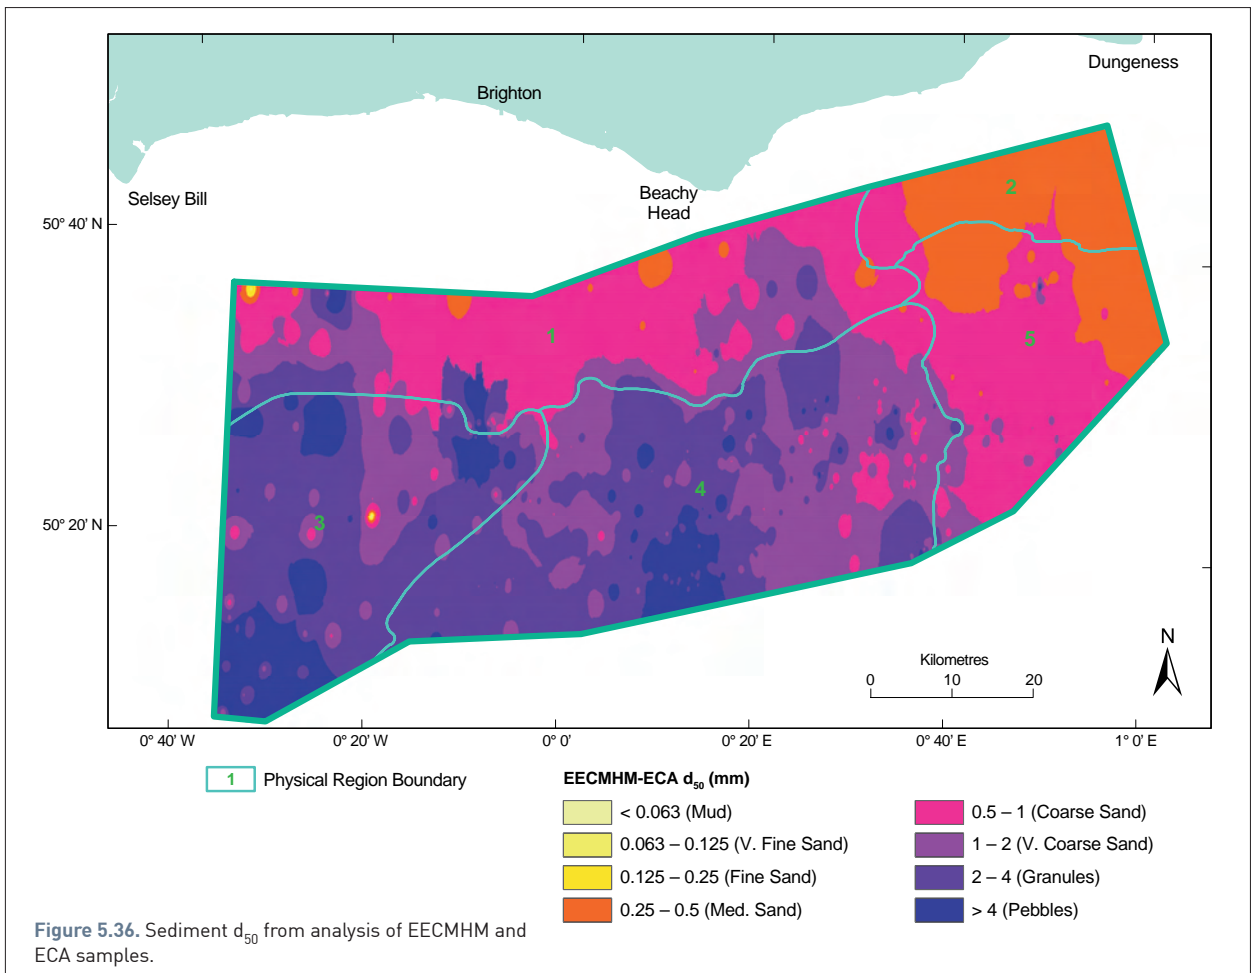 Dungeness
Brighton
Selsey Bill
Beachy
Head
50° 40' N
50° 20' N
2
1
5
4
3
N
Kilometres
0 10 20
0° 40' W 0° 20' W 0° 0' 0° 20' E 0° 40' E 1° 0' E
1 Physical Region Boundary
EECMHM-ECA d50 (mm)
< 0.063 (Mud)
0.063 – 0.125 (V. Fine Sand)
0.125 – 0.25 (Fine Sand)
0.25 – 0.5 (Med. Sand)
0.5 – 1 (Coarse Sand)
1 – 2 (V. Coarse Sand)
2 – 4 (Granules)
> 4 (Pebbles)
Figure 5.36. Sediment d50 from analysis of EECMHM and
ECA samples.